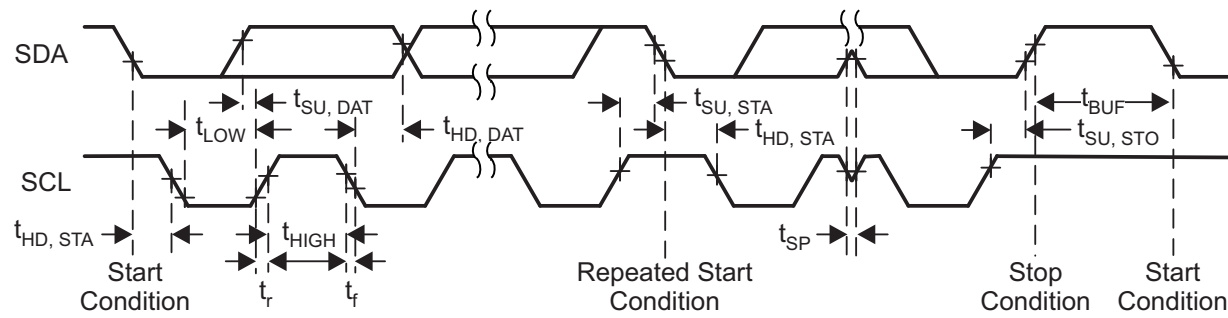 SDA
t_SU, DAT
t_LOW
t_HD, DAT
t_SU, STA
t_HD, STA
t_BUF
t_SU, STO
SCL
t_HD, STA
t_HIGH
t_SP
t_r
t_f
Start
Condition
Repeated Start
Condition
Stop
Condition
Start
Condition